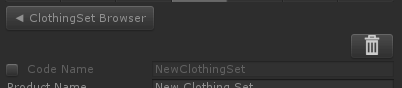 ◄ ClothingSet Browser
Code Name NewClothingSet
Product Name New Clothing Set